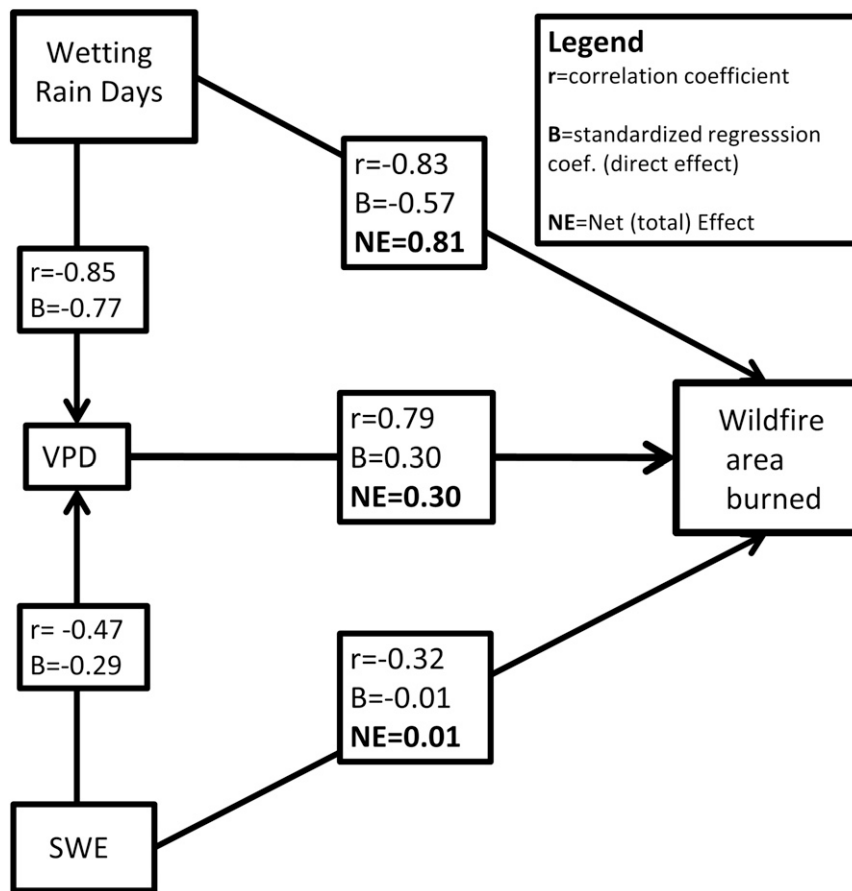 Wetting
Rain Days
Legend
r=correlation coefficient
B=standardized regresssion
coef. (direct effect)
NE=Net (total) Effect
r=-0.83
B=-0.57
NE=0.81
r=-0.85
B=-0.77
VPD
r=0.79
B=0.30
NE=0.30
Wildfire
area
burned
r= -0.47
B=-0.29
r=-0.32
B=-0.01
NE=0.01
SWE